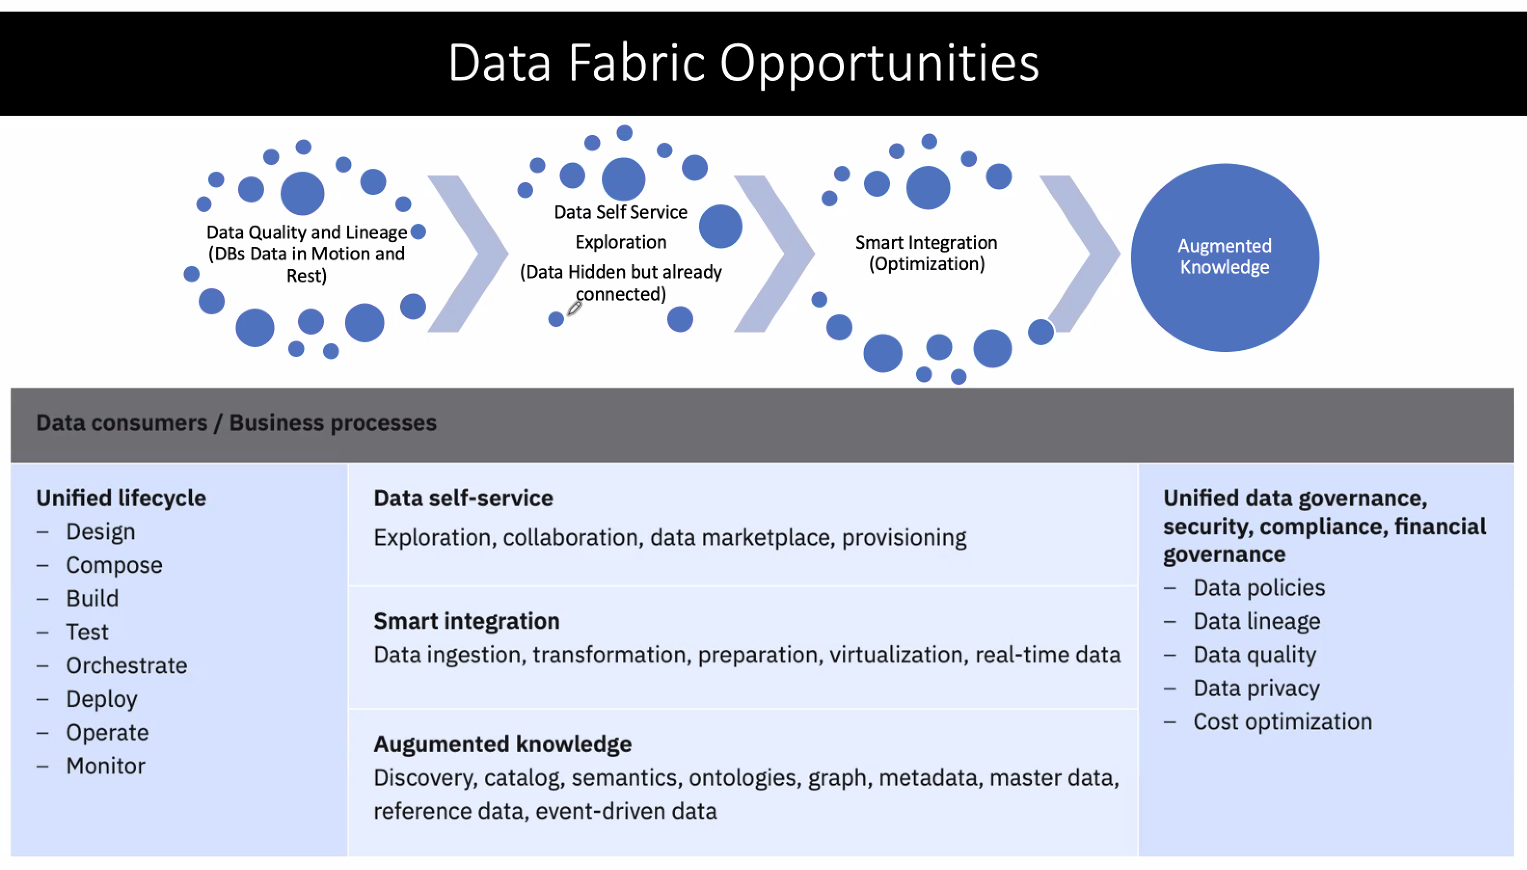 Data Fabric Opportunities
Data Quality and Lineage
(DBs Data in Motion and
Rest)
Data Self Service
Exploration
(Data Hidden but already
connected)
Smart Integration
(Optimization)
Augmented
Knowledge
Data consumers / Business processes
Unified lifecycle
– Design
– Compose
– Build
– Test
– Orchestrate
– Deploy
– Operate
– Monitor
Data self-service
Exploration, collaboration, data marketplace, provisioning
Smart integration
Data ingestion, transformation, preparation, virtualization, real-time data
Augumented knowledge
Discovery, catalog, semantics, ontologies, graph, metadata, master data,
reference data, event-driven data
Unified data governance,
security, compliance, financial
governance
– Data policies
– Data lineage
– Data quality
– Data privacy
– Cost optimization